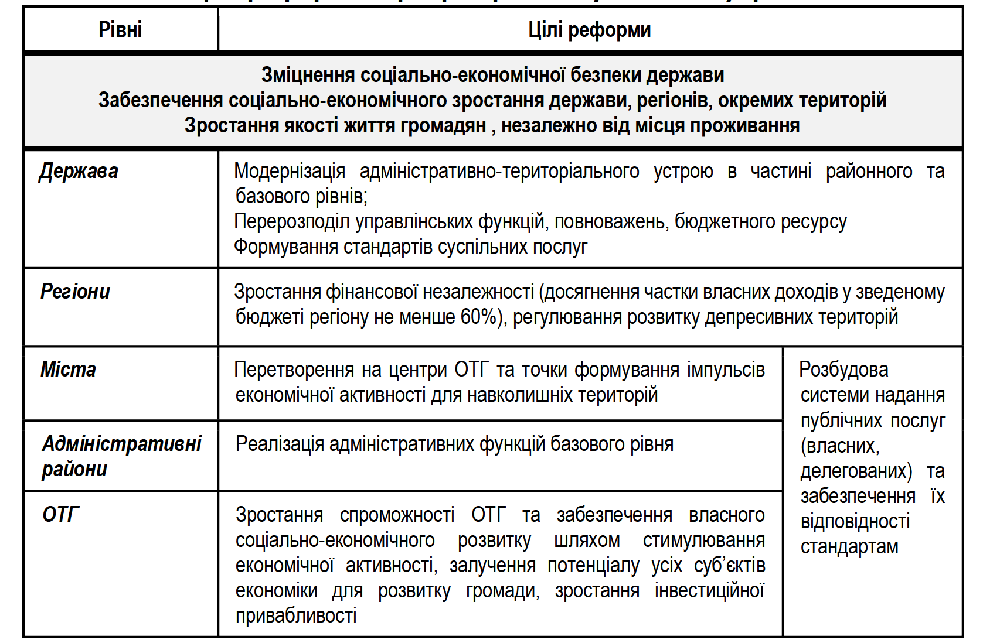 Рівні
Цілі реформи
Зміцнення соціально-економічної безпеки держави
Забезпечення соціально-економічного зростання держави, регіонів, окремих територій
Зростання якості життя громадян , незалежно від місця проживання
Держава
Модернізація адміністративно-територіального устрою в частині районного та
базового рівнів;
Перерозподіл управлінських функцій, повноважень, бюджетного ресурсу
Формування стандартів суспільних послуг
Регіони
Зростання фінансової незалежності (досягнення частки власних доходів у зведеному
бюджеті регіону не менше 60%), регулювання розвитку депресивних територій
Міста
Перетворення на центри ОТГ та точки формування імпульсів
економічної активності для навколишніх територій
Адміністративні
райони
Реалізація адміністративних функцій базового рівня
ОТГ
Зростання спроможності ОТГ та забезпечення власного
соціально-економічного розвитку шляхом стимулювання
економічної активності, залучення потенціалу усіх суб’єктів
економіки для розвитку громади, зростання інвестиційної
привабливості
Розбудова
системи надання
публічних послуг
(власних,
делегованих) та
забезпечення їх
відповідності
стандартам